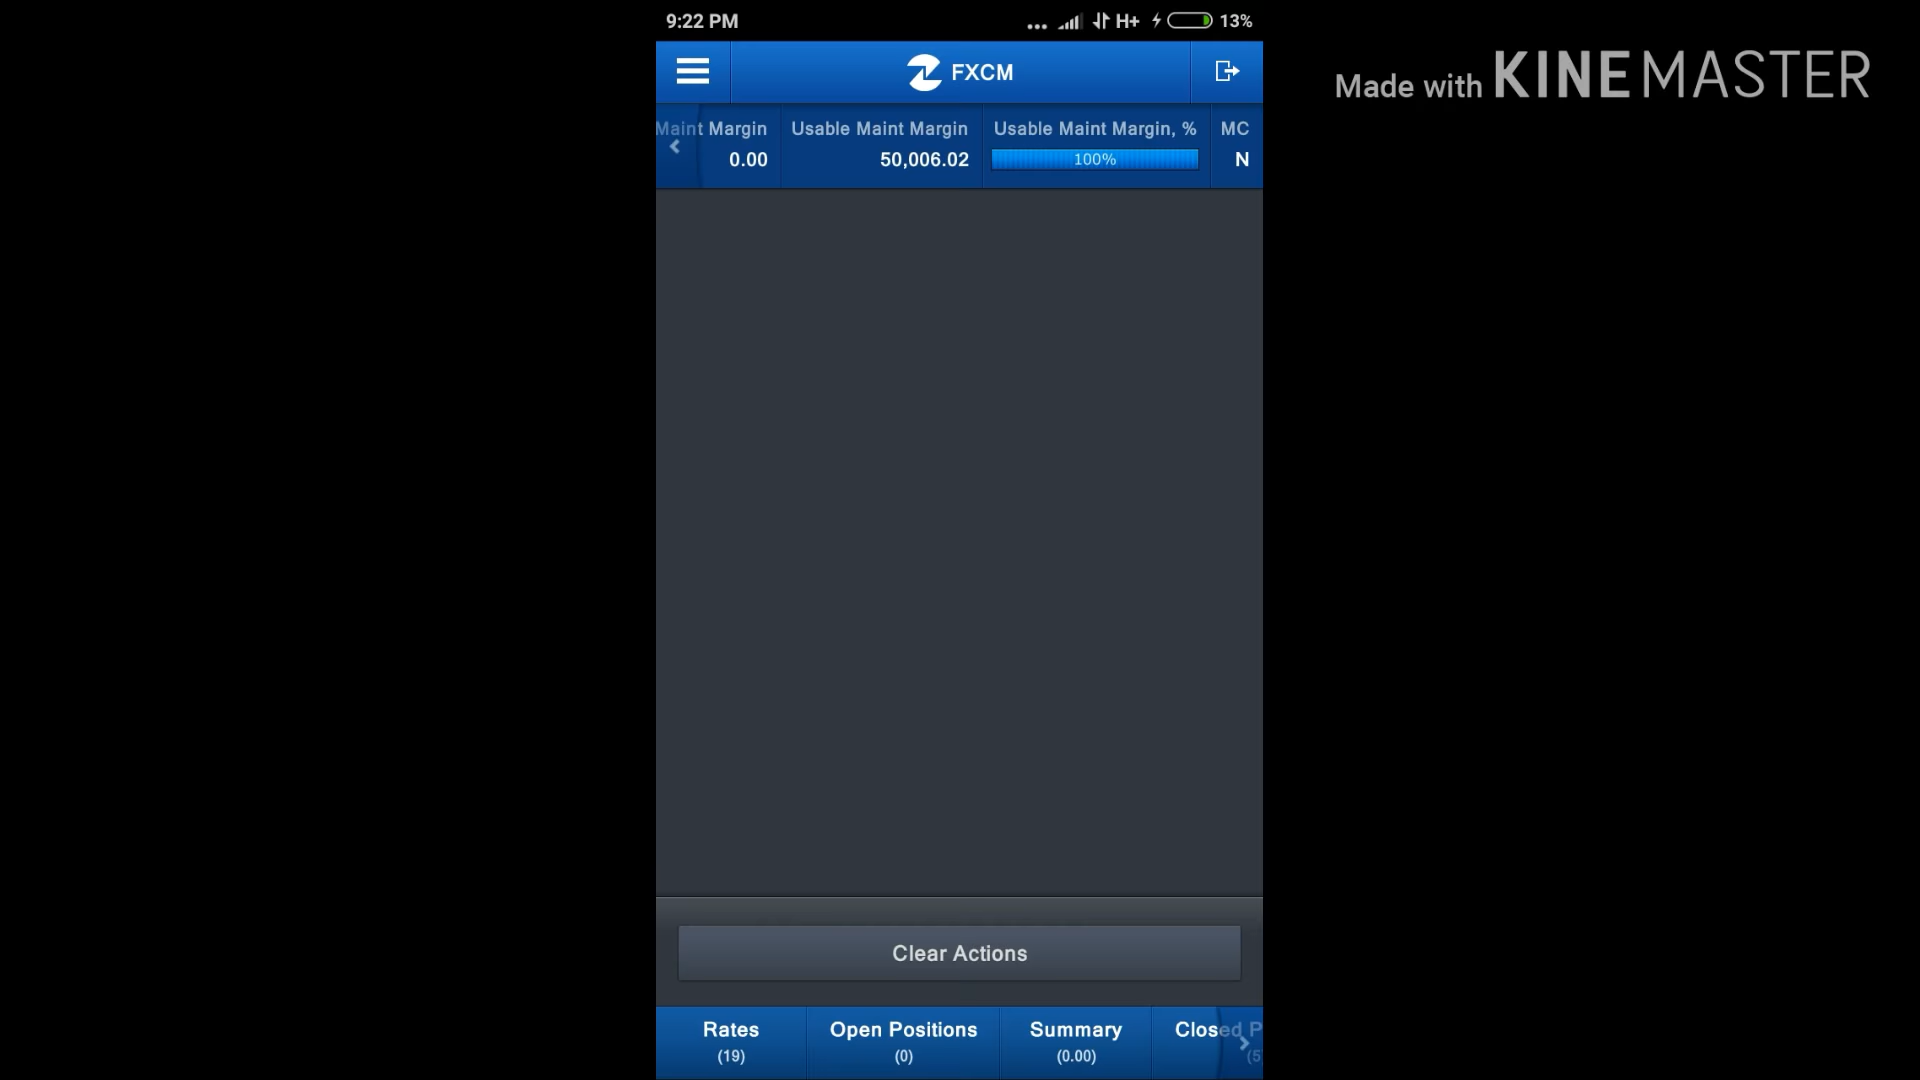 9:22 PM
... H+ 13%
Made with KINEMASTER
FXCM
Maint Margin Usable Maint Margin Usable Maint Margin, % MC
0.00 50,006.02 100% N
Clear Actions
Rates Open Positions Summary Closed P
(19) (0) (0.00) (5